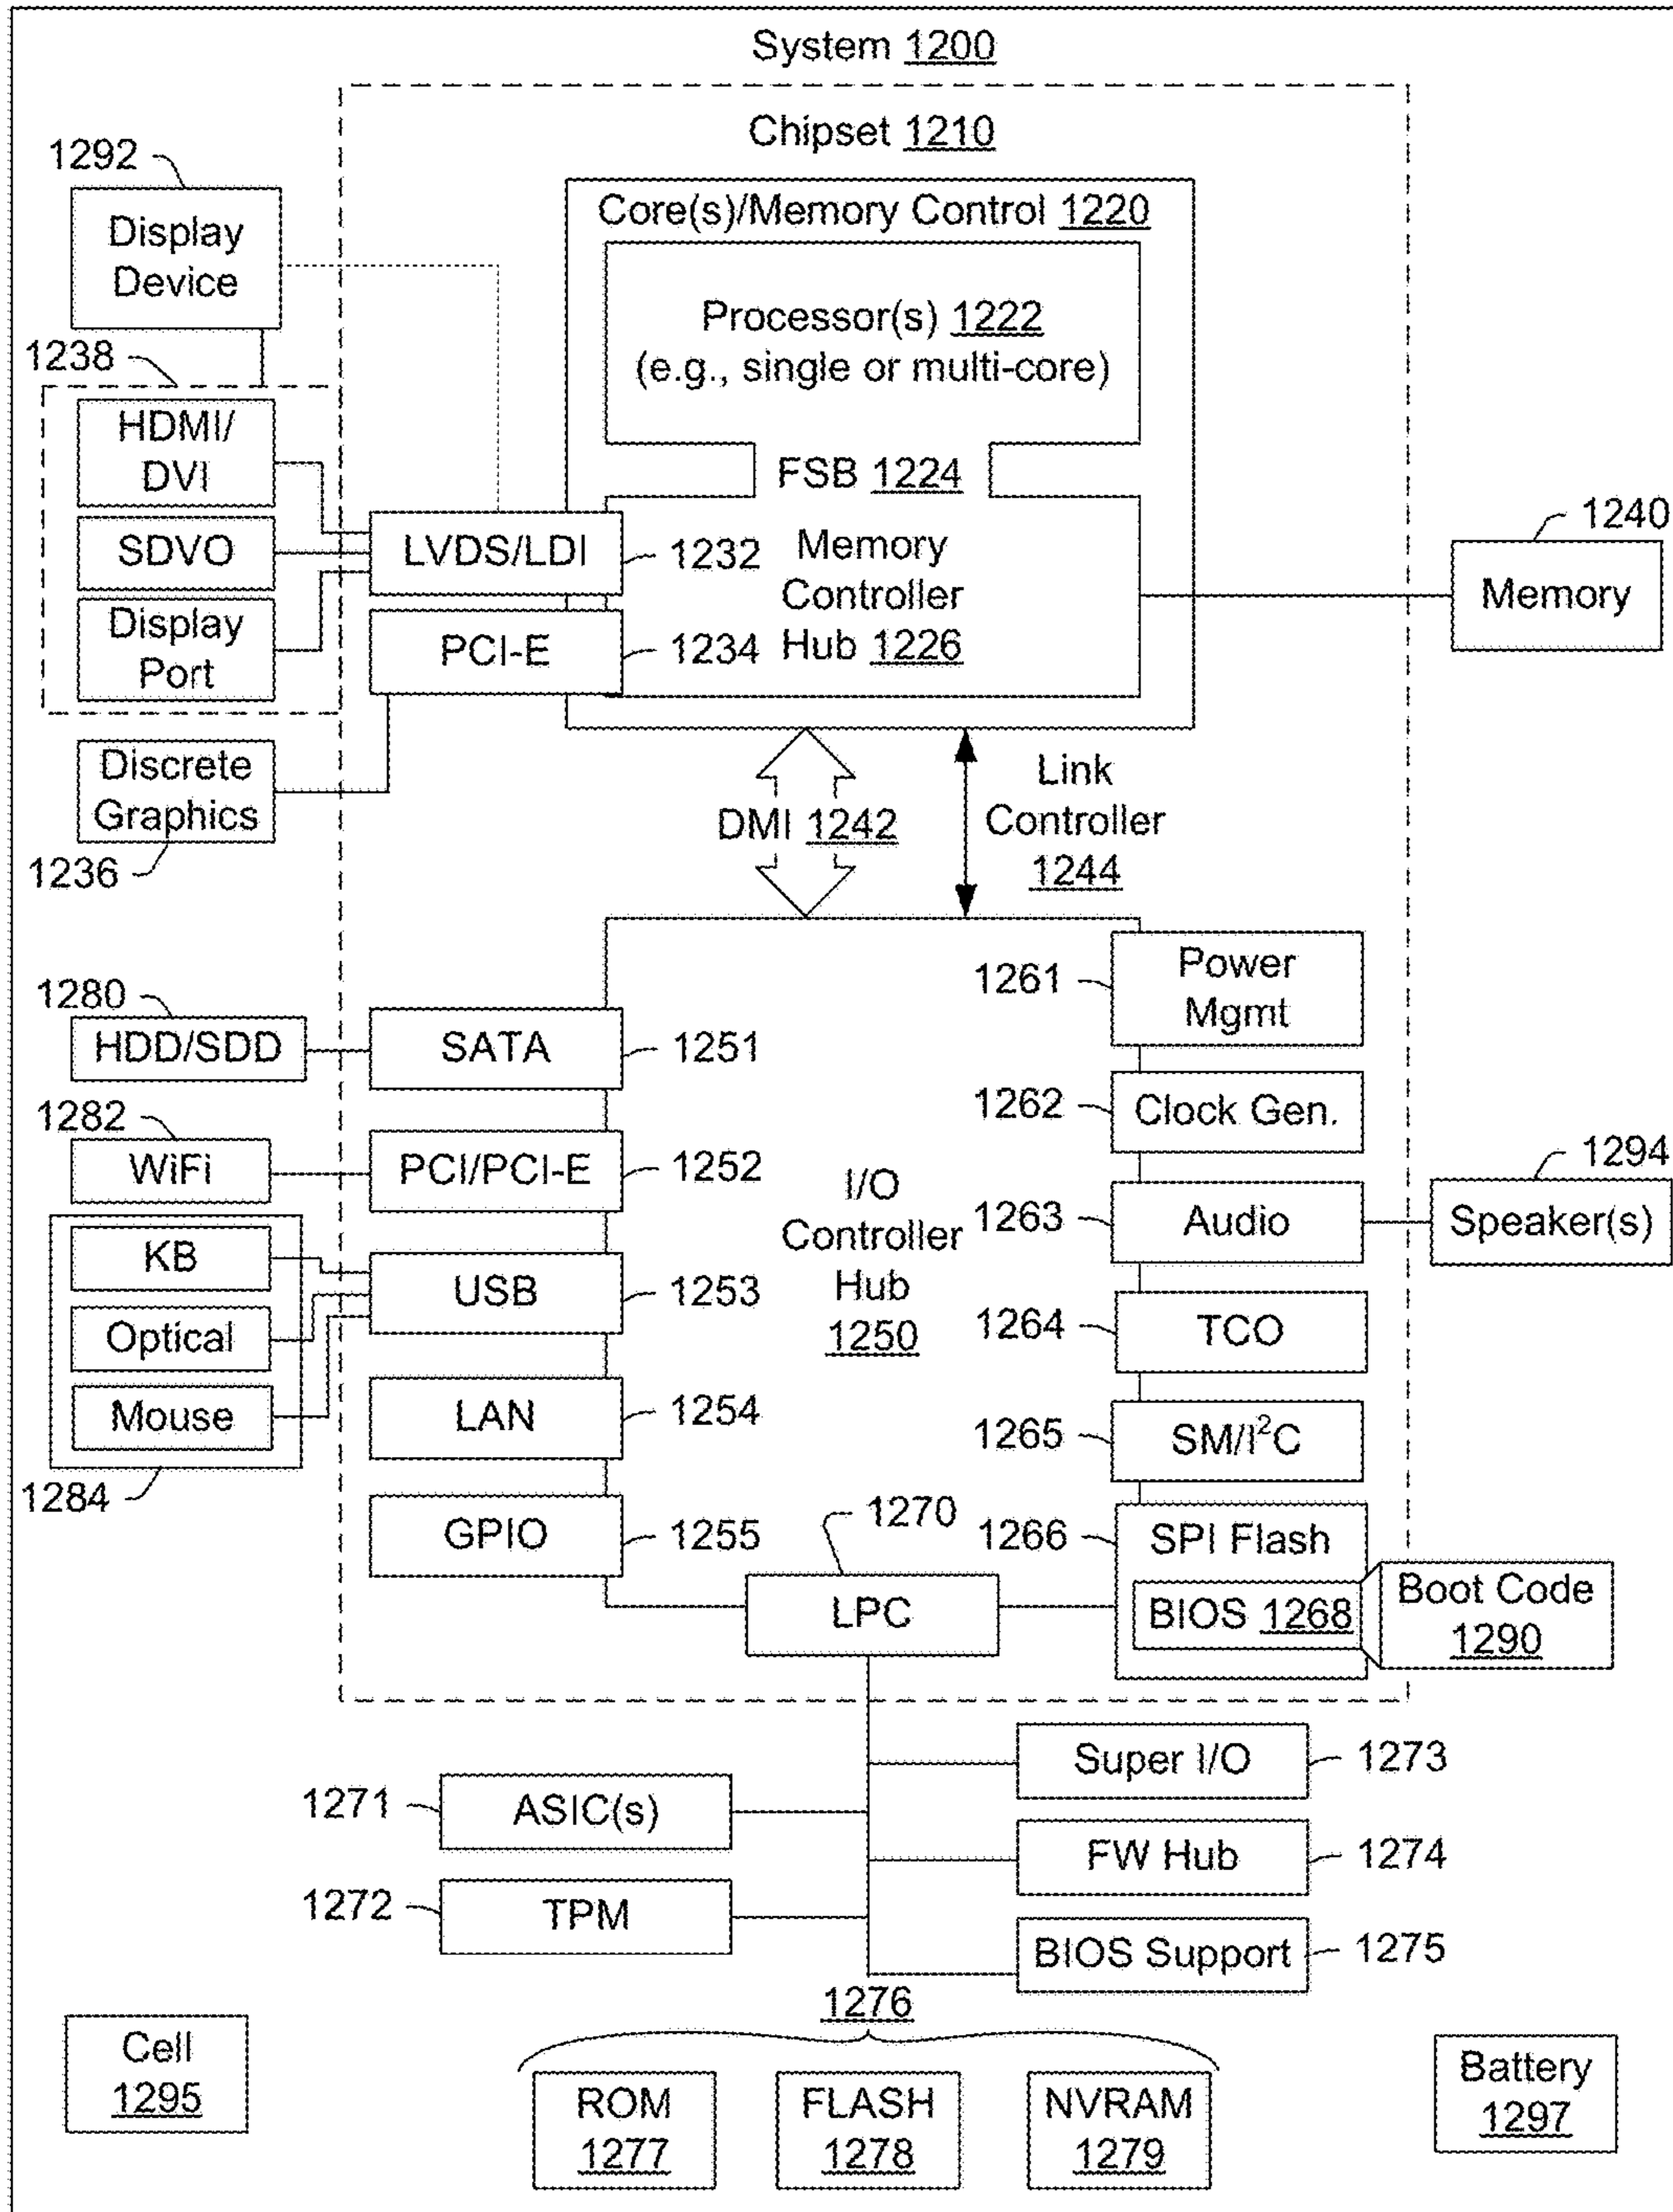 System 1200
Chipset 1210
1292
Display
Device
Core(s)/Memory Control 1220
Processor(s) 1222
(e.g., single or multi-core)
1238
HDMI/
DVI
SDVO
Display
Port
FSB 1224
LVDS/LDI
1232
PCI-E
1234
Memory
Controller
Hub 1226
1240
Memory
Discrete
Graphics
1236
DMI 1242
Link
Controller
1244
1280
HDD/SDD
SATA
1251
1261
Power
Mgmt
1282
WiFi
PCI/PCI-E
1252
1262
Clock Gen.
I/O
Controller
Hub
1250
1263
Audio
1294
Speaker(s)
KB
Optical
Mouse
1284
USB
1253
1264
TCO
LAN
1254
1265
SM/I²C
GPIO
1255
1270
LPC
1266
SPI Flash
BIOS 1268
Boot Code
1290
Super I/O
1273
1271
ASIC(s)
FW Hub
1274
1272
TPM
BIOS Support
1275
1276
Cell
1295
ROM
1277
FLASH
1278
NVRAM
1279
Battery
1297